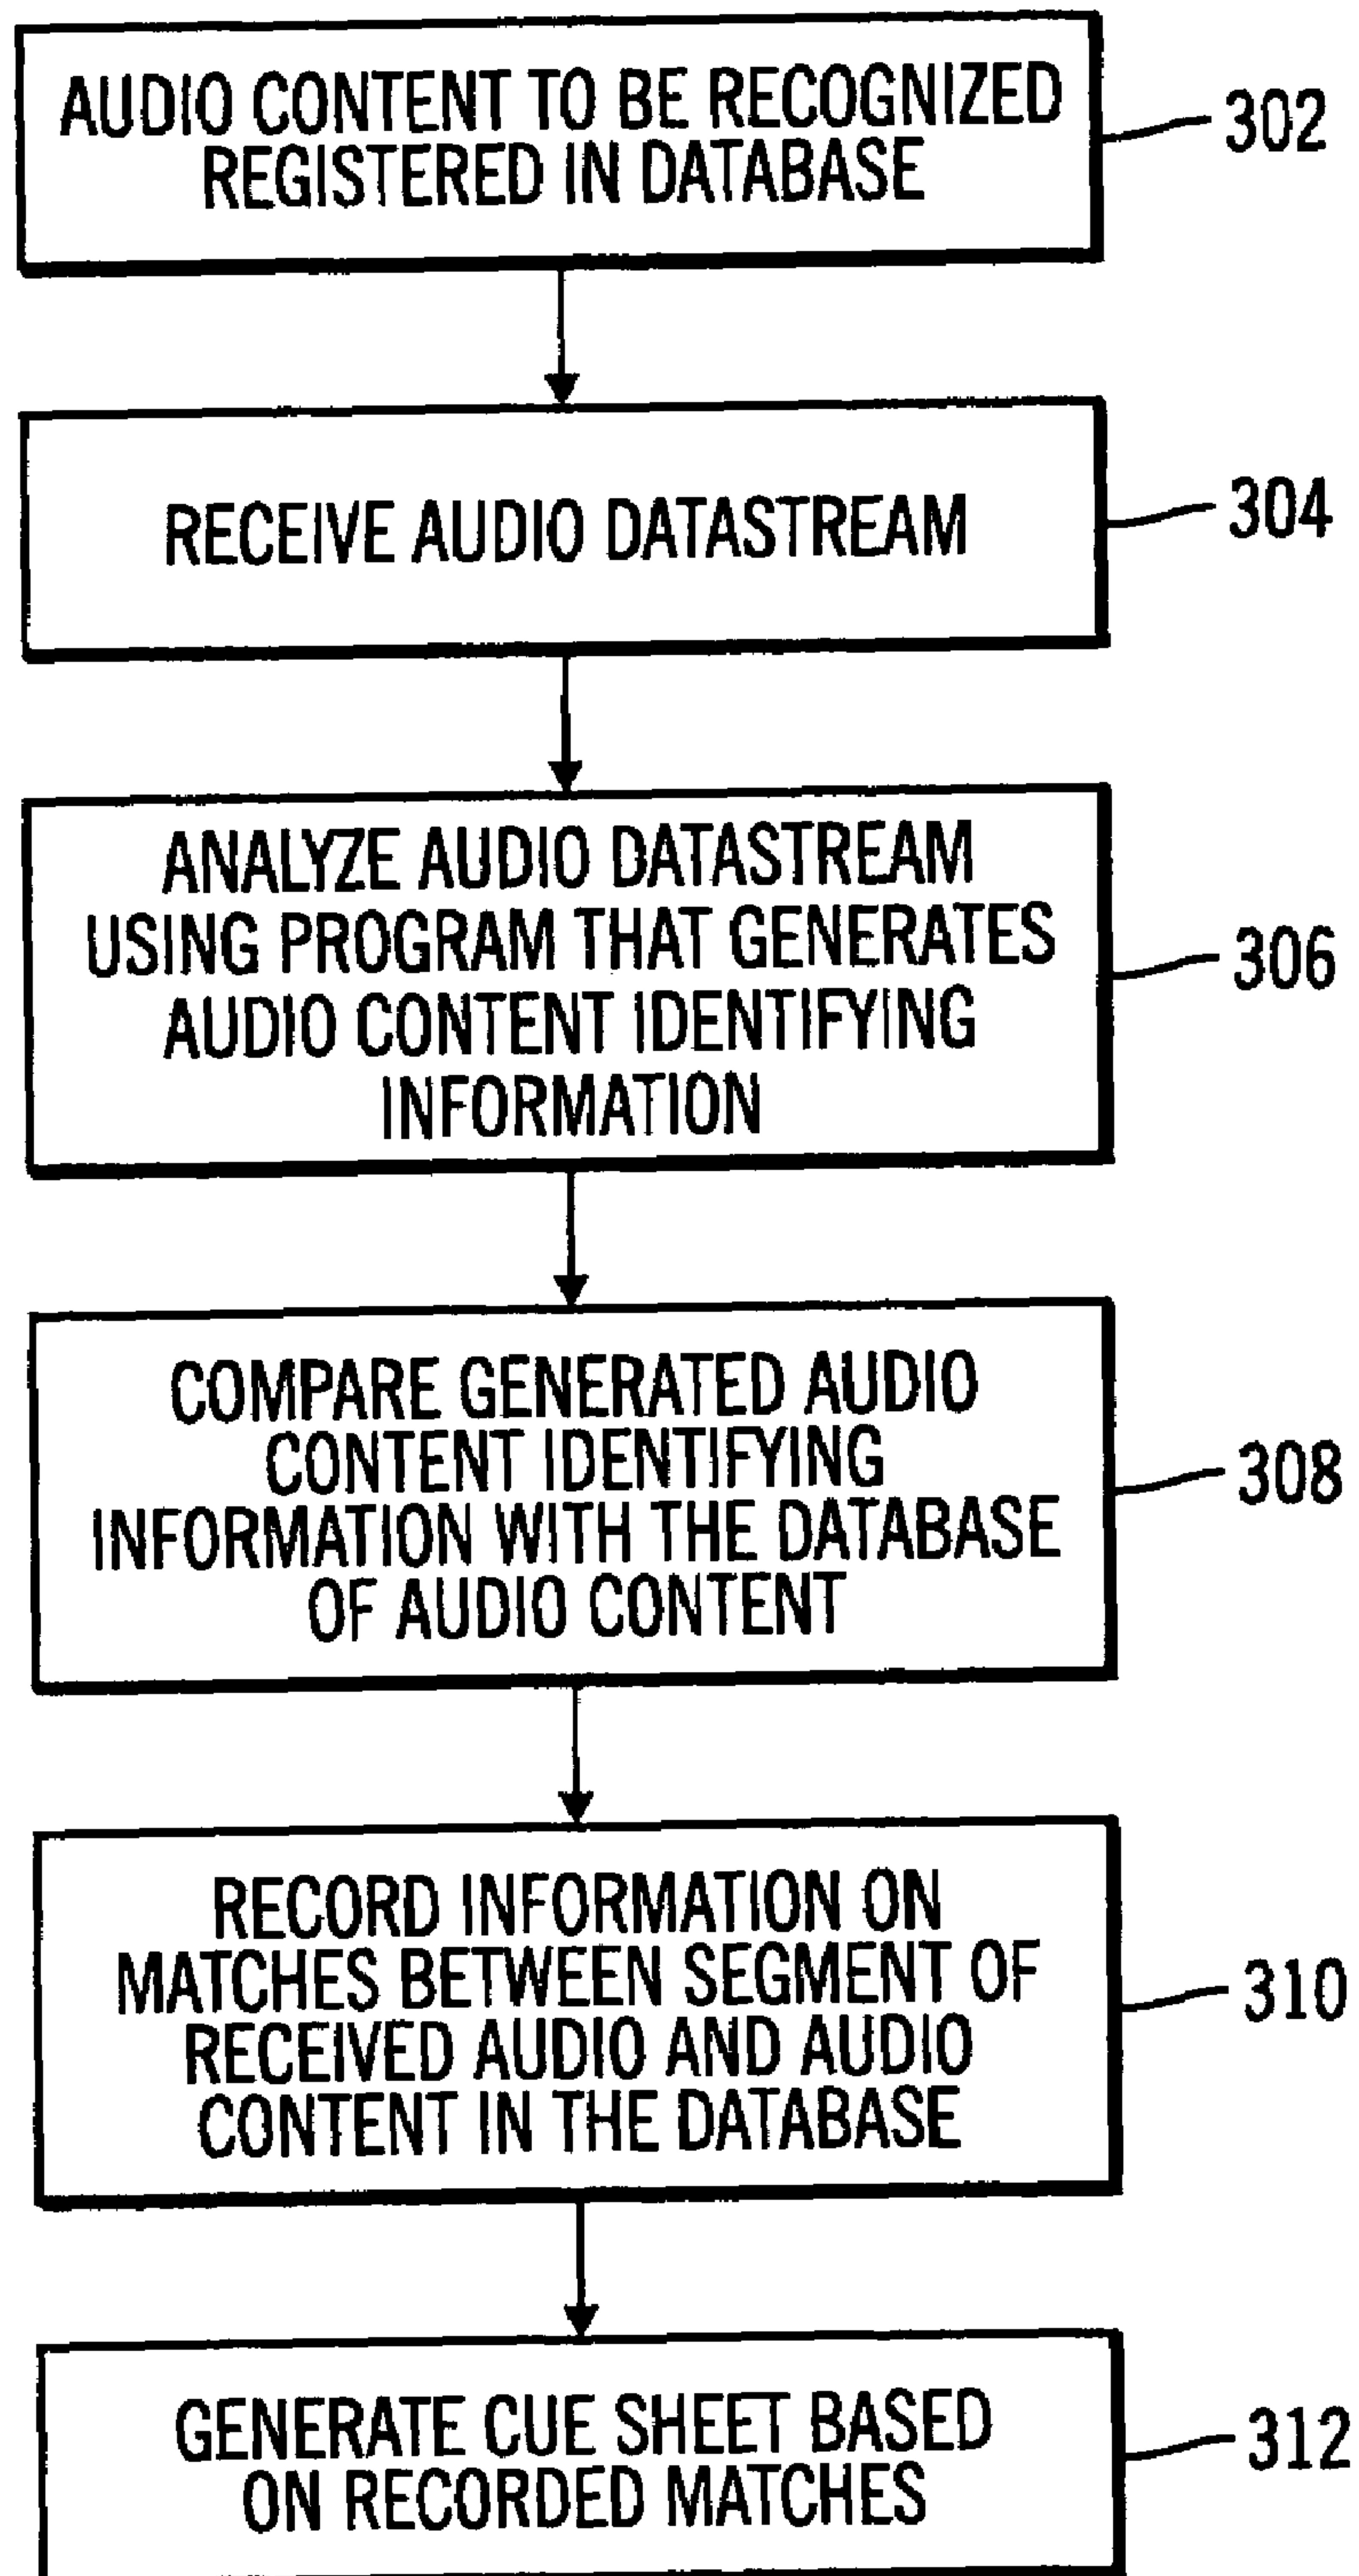 AUDIO CONTENT TO BE RECOGNIZED
REGISTERED IN DATABASE
302
RECEIVE AUDIO DATASTREAM
304
ANALYZE AUDIO DATASTREAM
USING PROGRAM THAT GENERATES
AUDIO CONTENT IDENTIFYING
INFORMATION
306
COMPARE GENERATED AUDIO
CONTENT IDENTIFYING
INFORMATION WITH THE DATABASE
OF AUDIO CONTENT
308
RECORD INFORMATION ON
MATCHES BETWEEN SEGMENT OF
RECEIVED AUDIO AND AUDIO
CONTENT IN THE DATABASE
310
GENERATE CUE SHEET BASED
ON RECORDED MATCHES
312